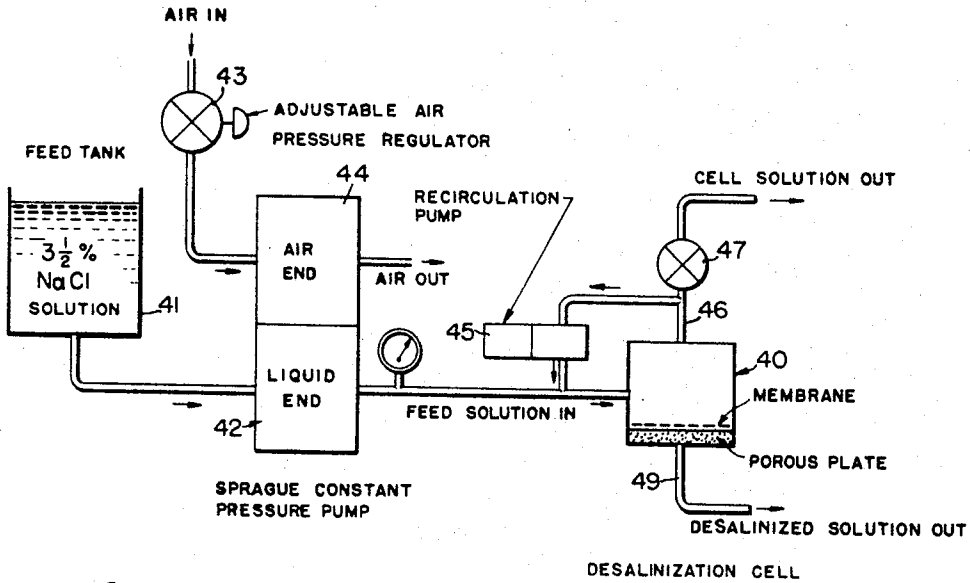 AIR IN
43
ADJUSTABLE AIR
PRESSURE REGULATOR
FEED TANK
3 1/2 %
NaCl
SOLUTION
41
44
AIR
END
AIR OUT
LIQUID
END
42
SPRAGUE CONSTANT
PRESSURE PUMP
RECIRCULATION
PUMP
45
FEED SOLUTION IN
CELL SOLUTION OUT
47
46
40
MEMBRANE
POROUS PLATE
49
DESALINIZED SOLUTION OUT
DESALINIZATION CELL